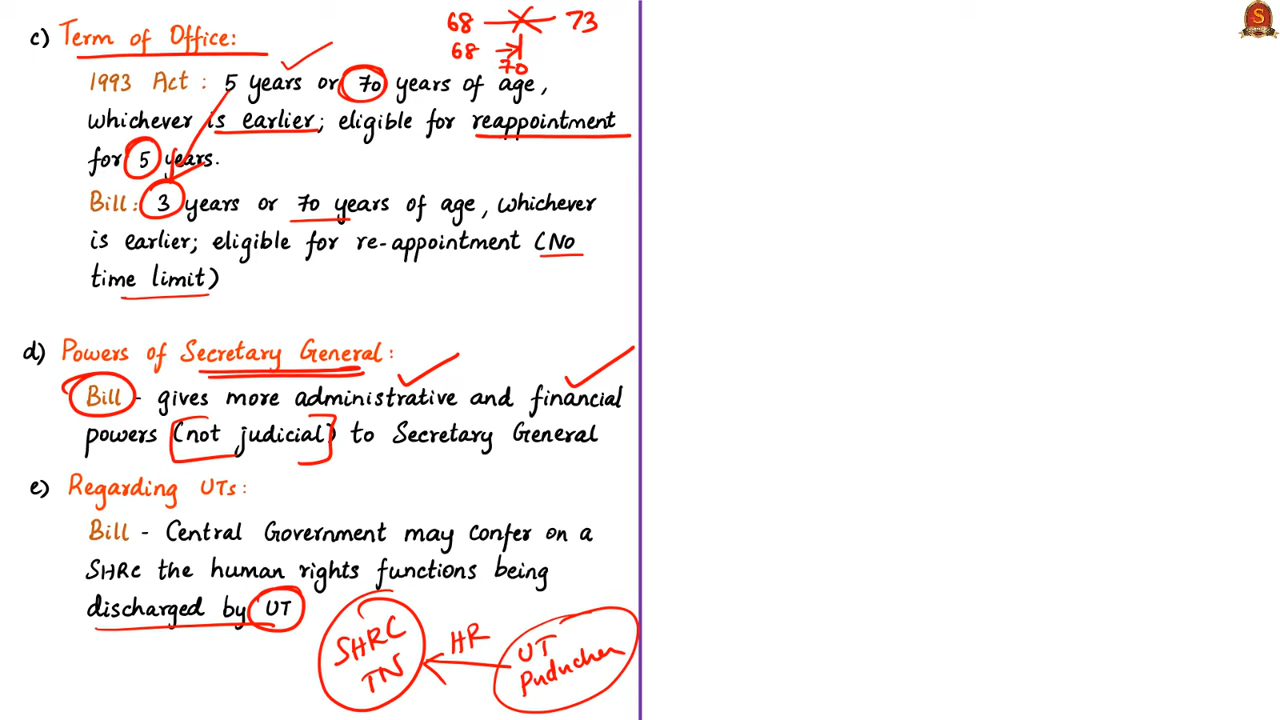 68 73
68
70
c) Term of Office:
1993 Act : 5 years or 70 years of age,
whichever is earlier; eligible for reappointment
for 5 years.
Bill : 3 years or 70 years of age, whichever
is earlier; eligible for re-appointment (No
time limit)
d) Powers of Secretary General:
Bill - gives more administrative and financial
powers (not judicial) to Secretary General
e) Regarding UTs:
Bill - Central Government may confer on a
SHRC the human rights functions being
discharged by UT
SHRC
TN
HR
UT
S